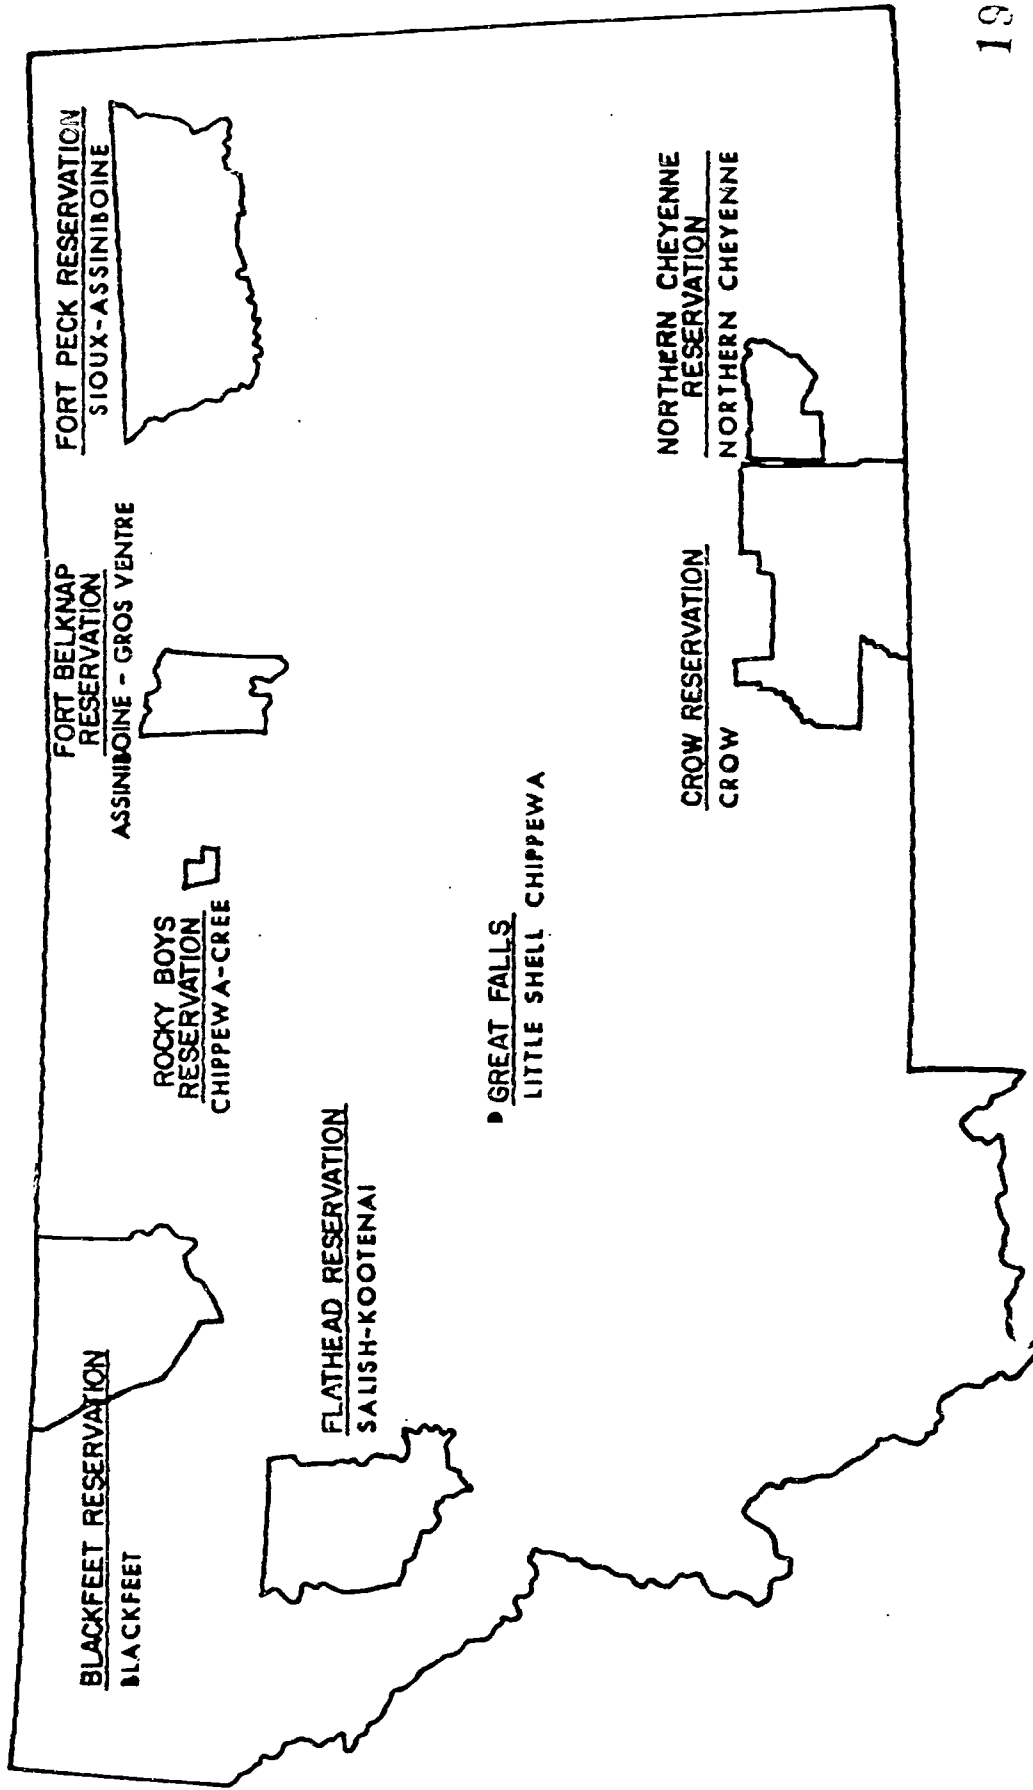 BLACKFEET RESERVATION
BLACKFEET
FLATHEAD RESERVATION
SALISH-KOOTENAI
ROCKY BOYS
RESERVATION
CHIPPEWA-CREE
FORT BELKNAP
RESERVATION
ASSINIBOINE - GROS VENTRE
FORT PECK RESERVATION
SIOUX-ASSINIBOINE
GREAT FALLS
LITTLE SHELL CHIPPEWA
CROW RESERVATION
CROW
NORTHERN CHEYENNE
RESERVATION
NORTHERN CHEYENNE
19